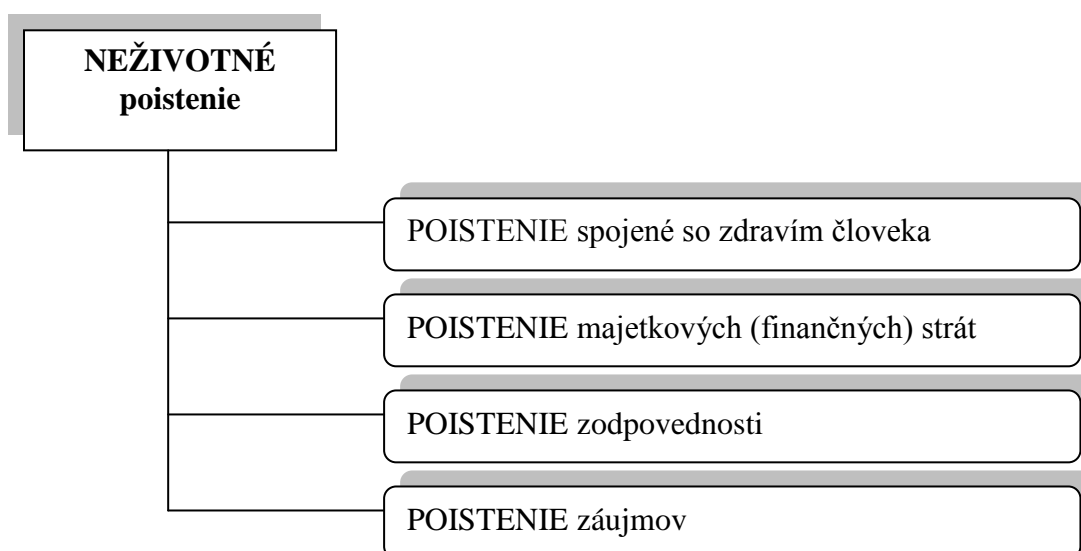 NEŽIVOTNÉ
poistenie
POISTENIE spojené so zdravím človeka
POISTENIE majetkových (finančných) strát
POISTENIE zodpovednosti
POISTENIE záujmov